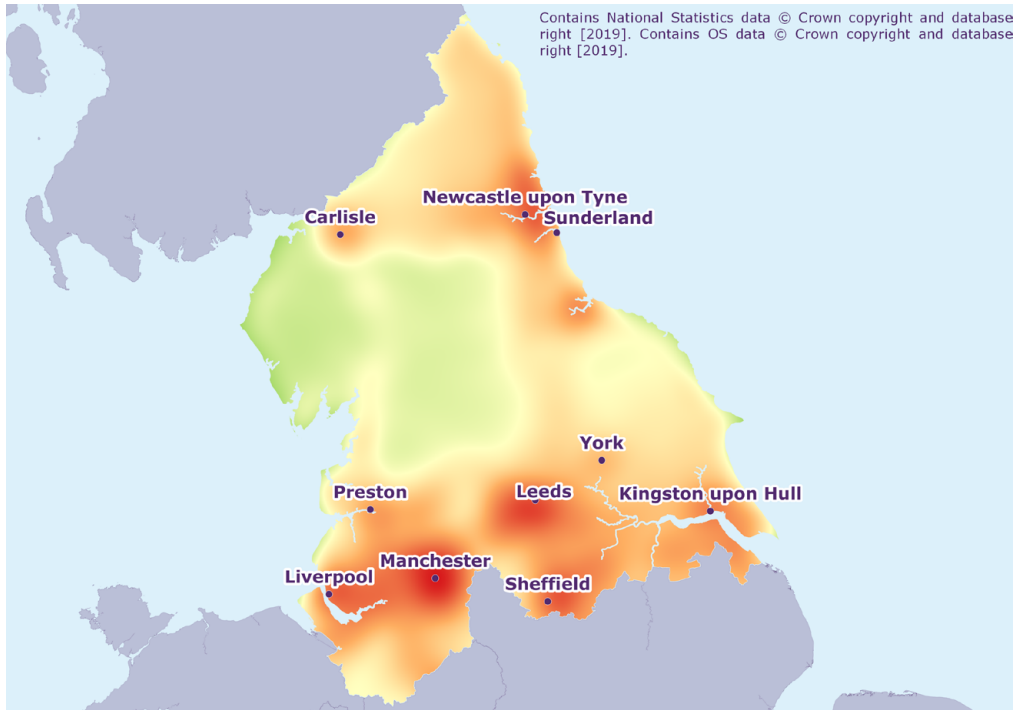 Contains National Statistics data © Crown copyright and database
right [2019]. Contains OS data © Crown copyright and database
right [2019].
Newcastle upon Tyne
Carlisle
Sunderland
York
Preston
Leeds
Kingston upon Hull
Manchester
Liverpool
Sheffield